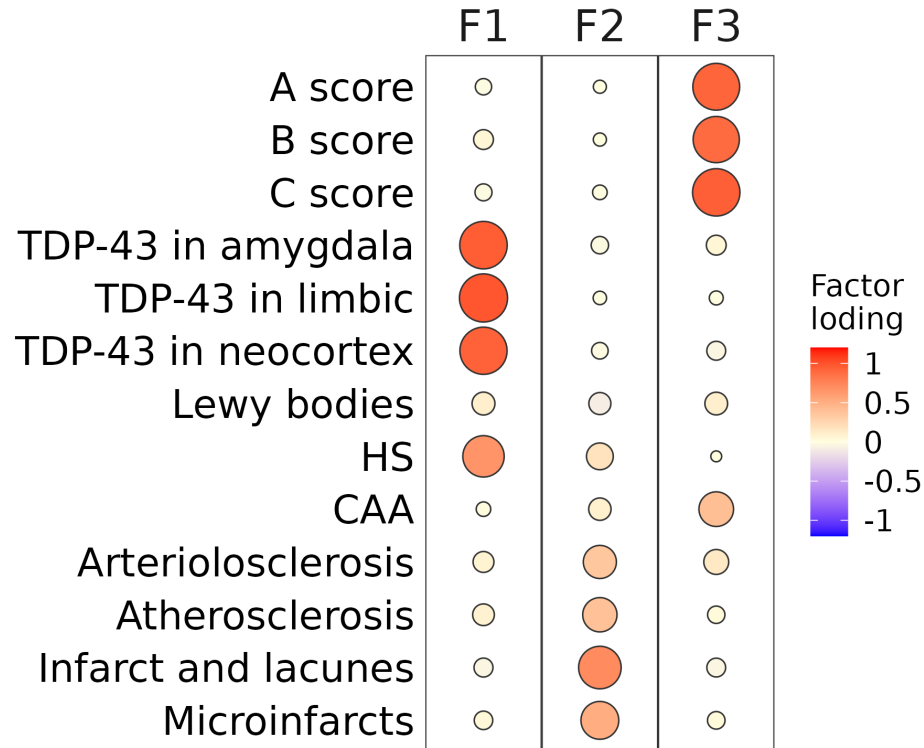 F1 F2 F3
A score
B score
C score
TDP-43 in amygdala
TDP-43 in limbic
TDP-43 in neocortex
Lewy bodies
HS
CAA
Arteriolosclerosis
Atherosclerosis
Infarct and lacunes
Microinfarcts
Factor
loding
1
0.5
0
-0.5
-1